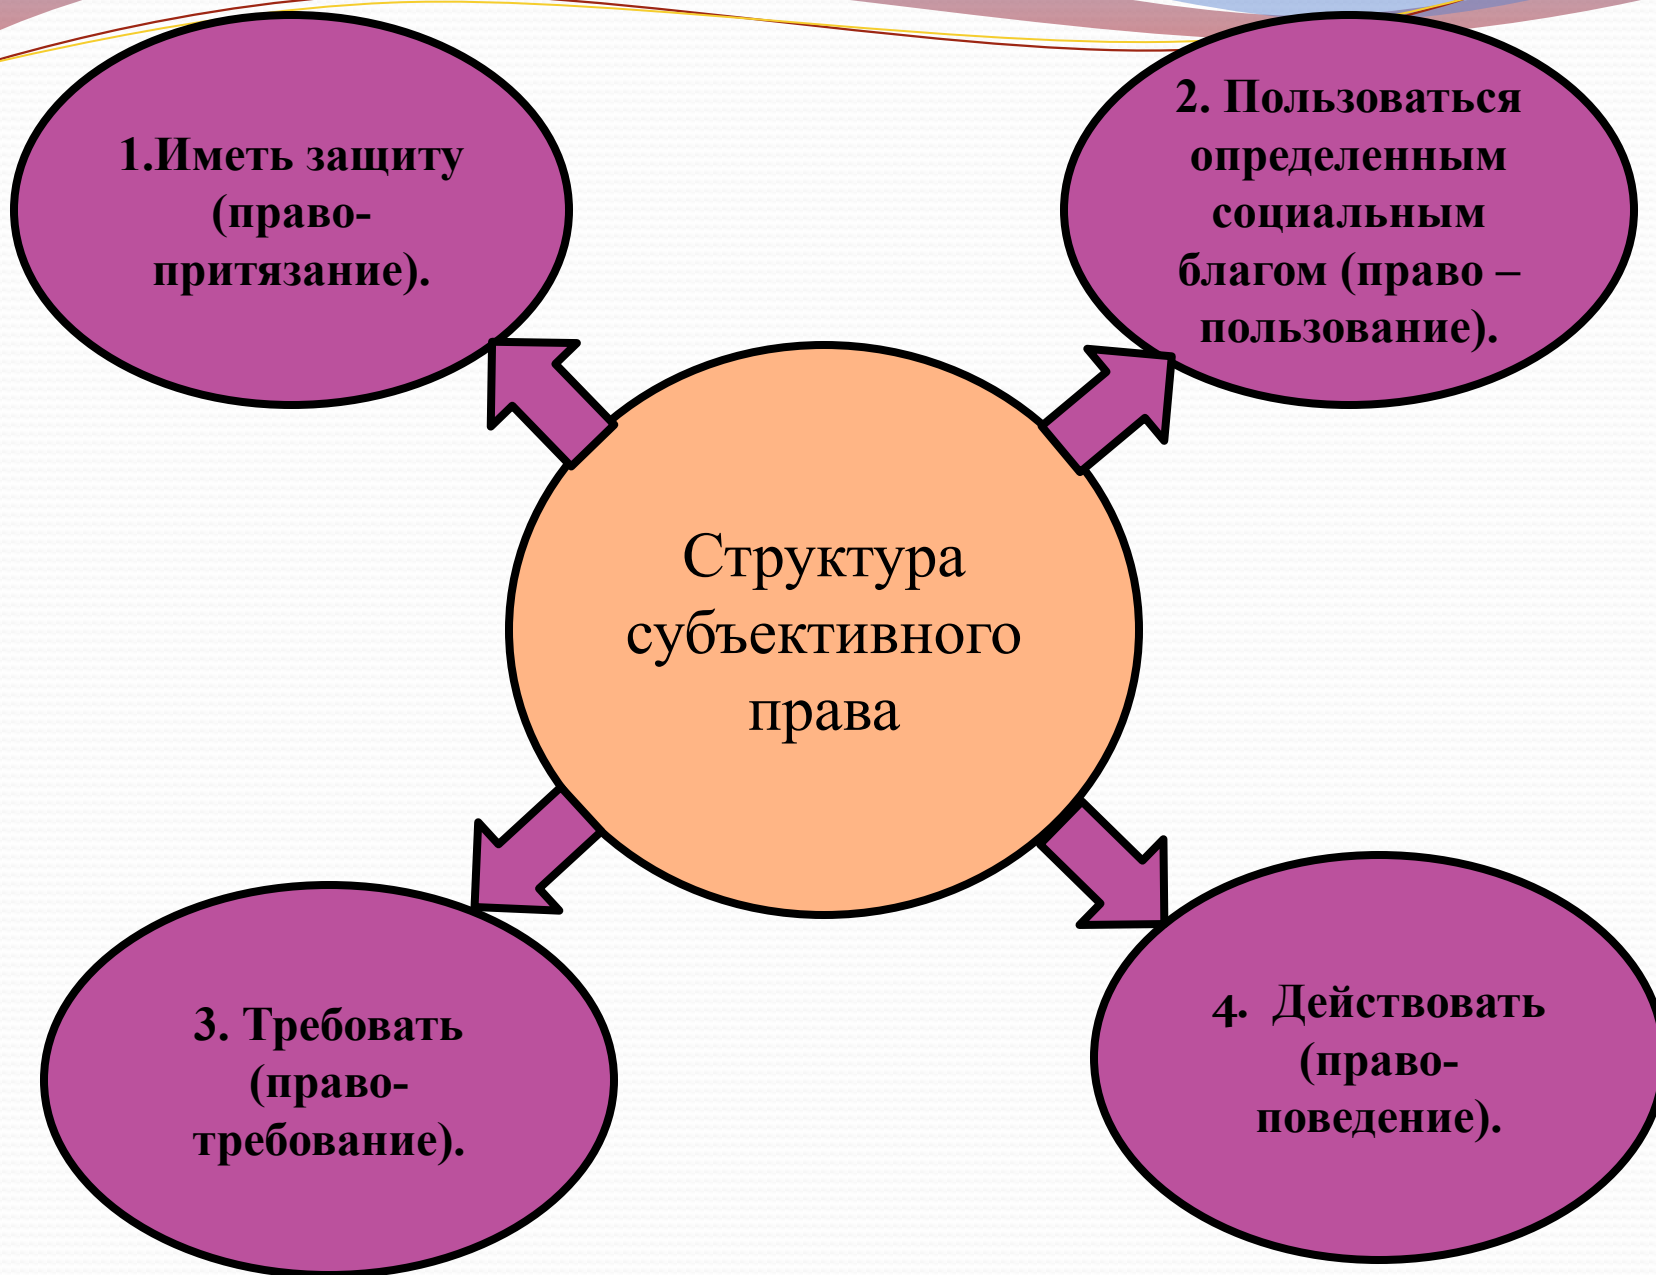 1.Иметь защиту
(право-
притязание).
2. Пользоваться
определенным
социальным
благом (право –
пользование).
Структура
субъективного
права
3. Требовать
(право-
требование).
4.  Действовать
(право-
поведение).